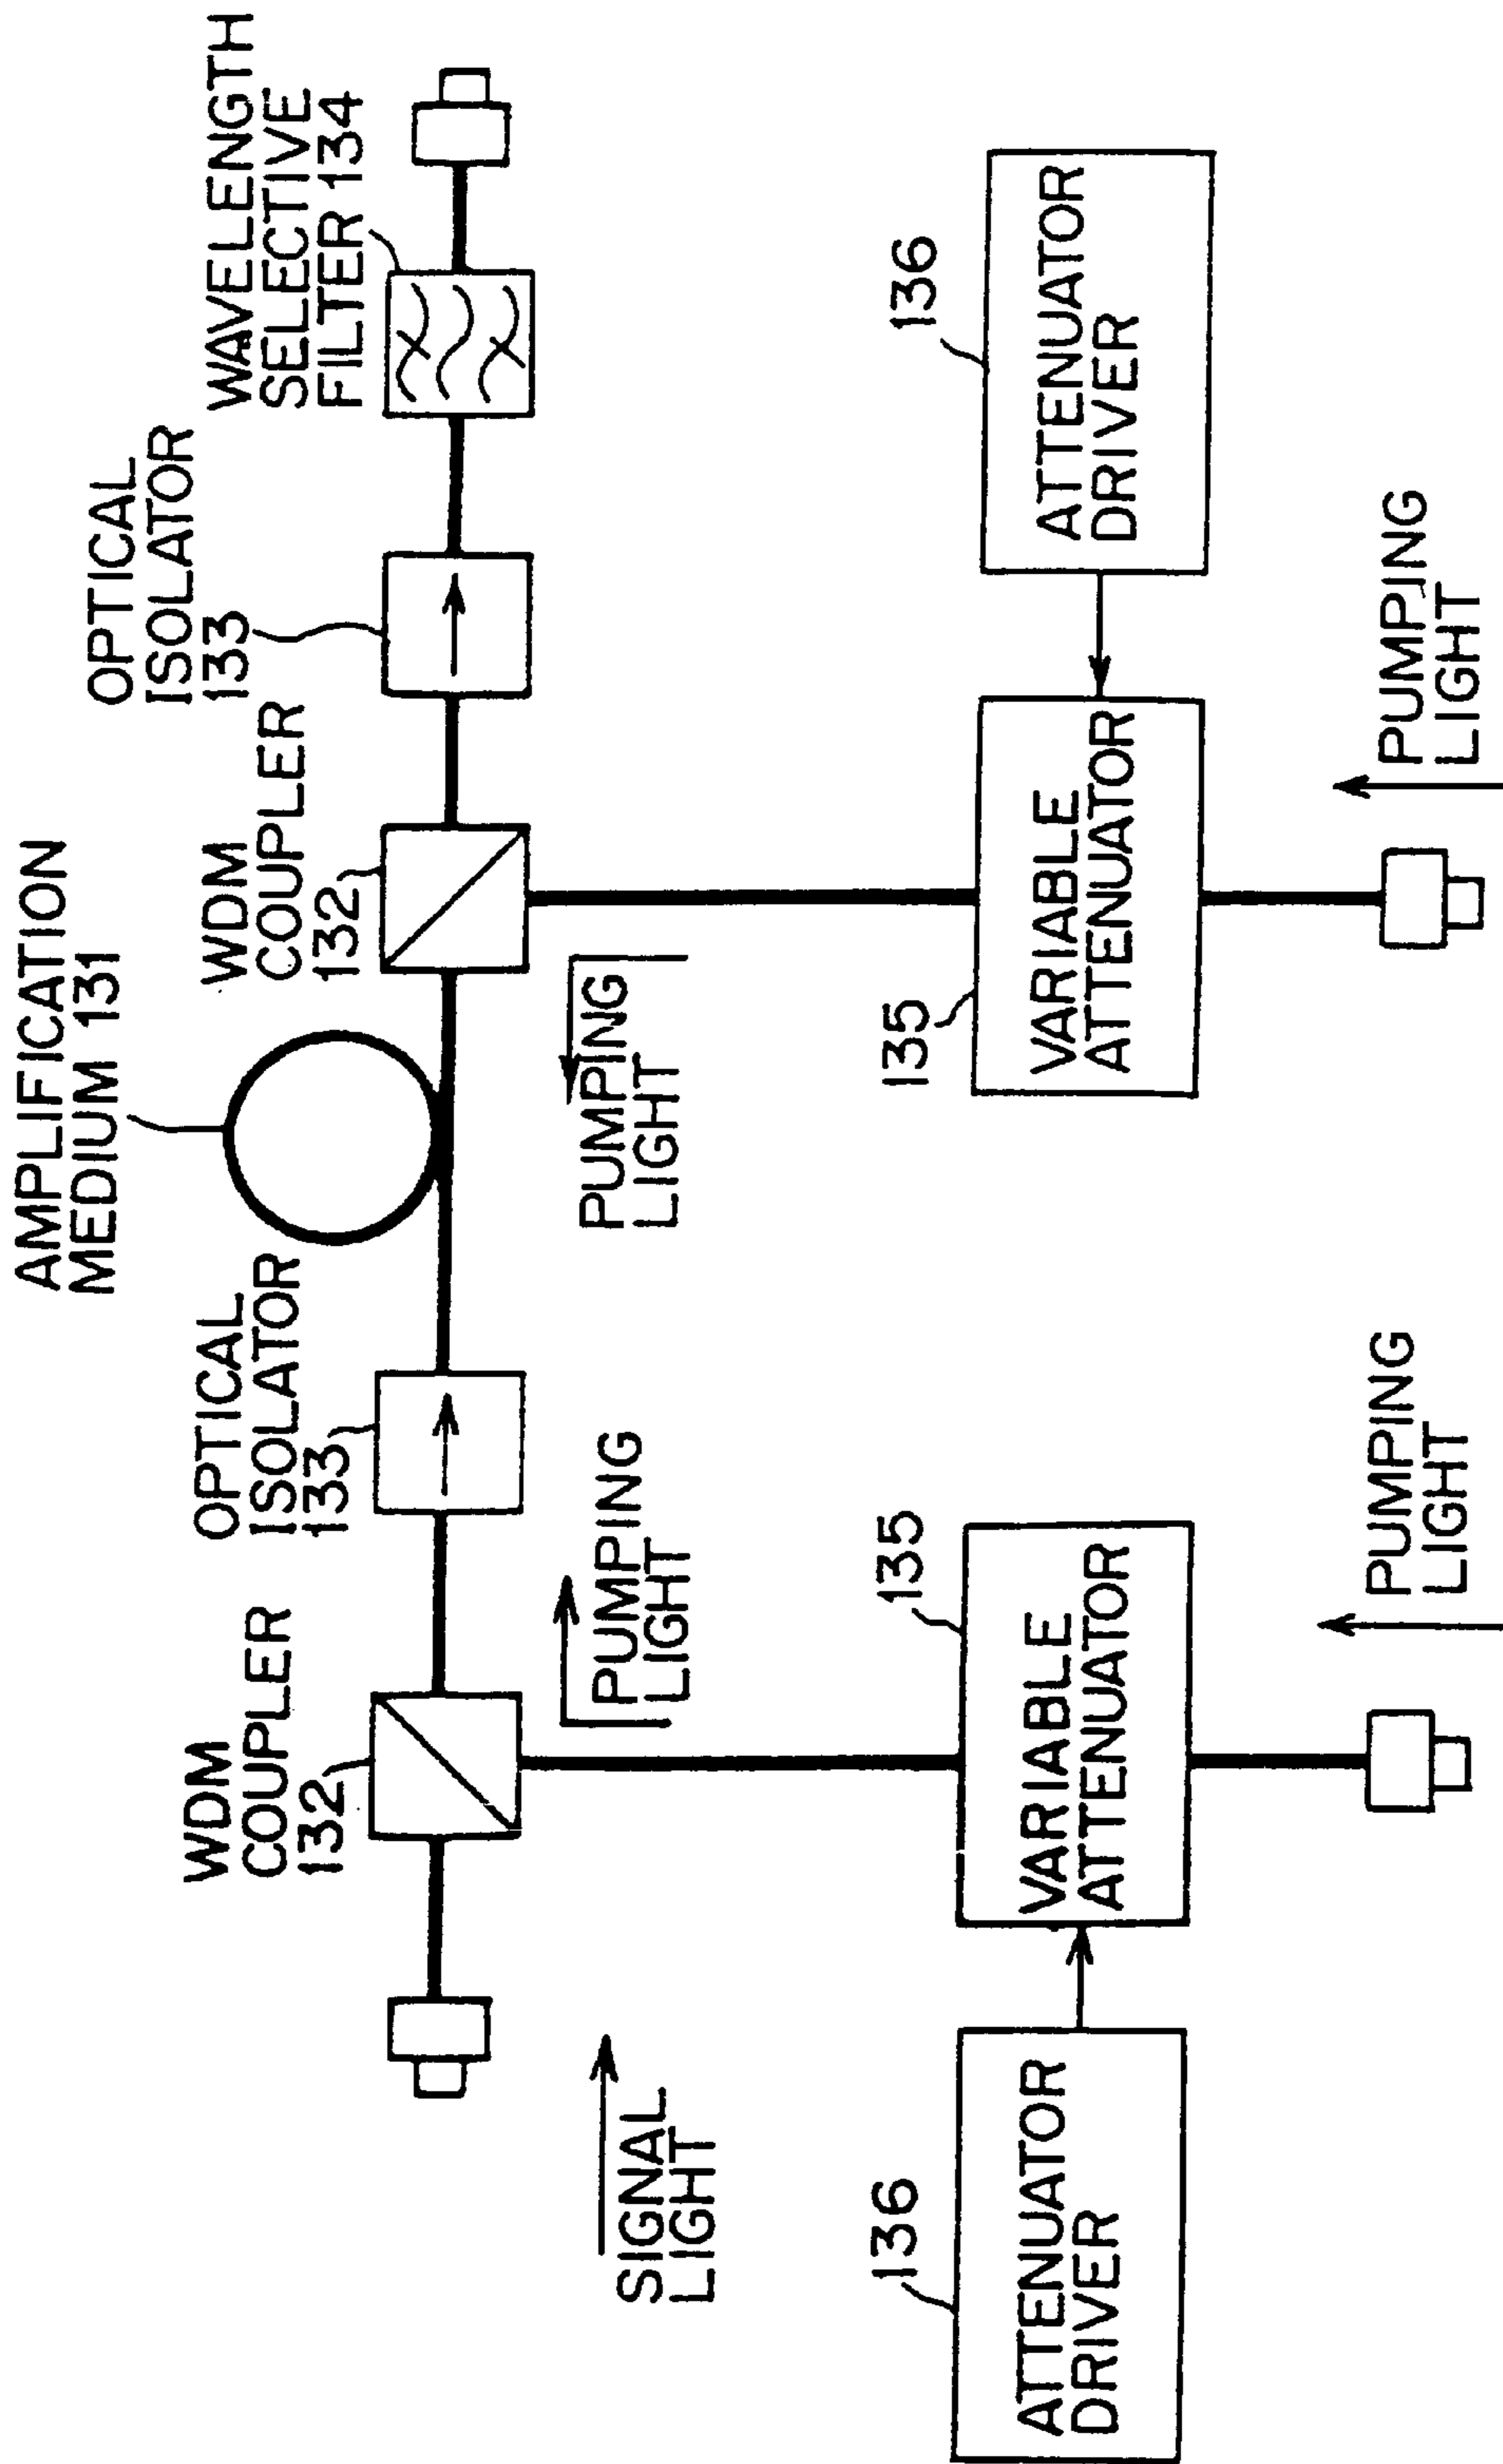 AMPLIFICATION
MEDIUM 131
WDM
COUPLER
132
OPTICAL
ISOLATOR
133
WDM
COUPLER
132
OPTICAL
ISOLATOR
133
WAVELENGTH
SELECTIVE
FILTER 134
SIGNAL
LIGHT
PUMPING
LIGHT
PUMPING
LIGHT
136
ATTENUATOR
DRIVER
135
VARIABLE
ATTENUATOR
135
VARIABLE
ATTENUATOR
136
ATTENUATOR
DRIVER
PUMPING
LIGHT
PUMPING
LIGHT